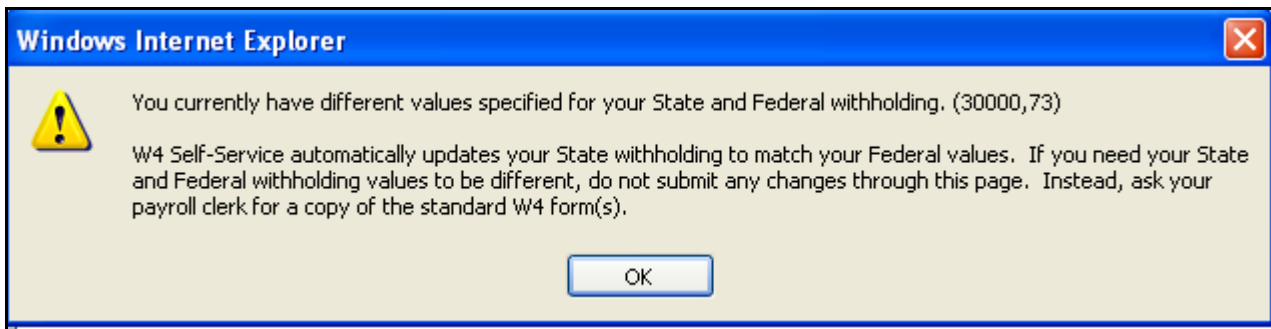 Windows Internet Explorer
You currently have different values specified for your State and Federal withholding. (30000,73)
W4 Self-Service automatically updates your State withholding to match your Federal values.  If you need your State
and Federal withholding values to be different, do not submit any changes through this page.  Instead, ask your
payroll clerk for a copy of the standard W4 form(s).
OK